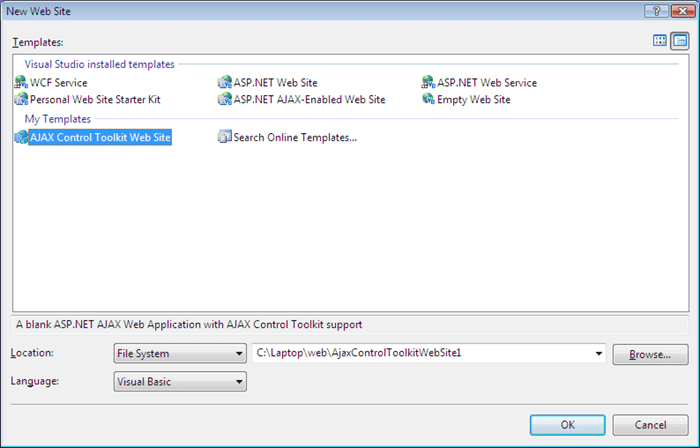 New Web Site
Templates:
Visual Studio installed templates
WCF Service ASP.NET Web Site ASP.NET Web Service
Personal Web Site Starter Kit ASP.NET AJAX-Enabled Web Site Empty Web Site
My Templates
AJAX Control Toolkit Web Site Search Online Templates...
A blank ASP.NET AJAX Web Application with AJAX Control Toolkit support
Location: File System C:\Laptop\web\AjaxControlToolkitWebSite1 Browse...
Language: Visual Basic
OK Cancel